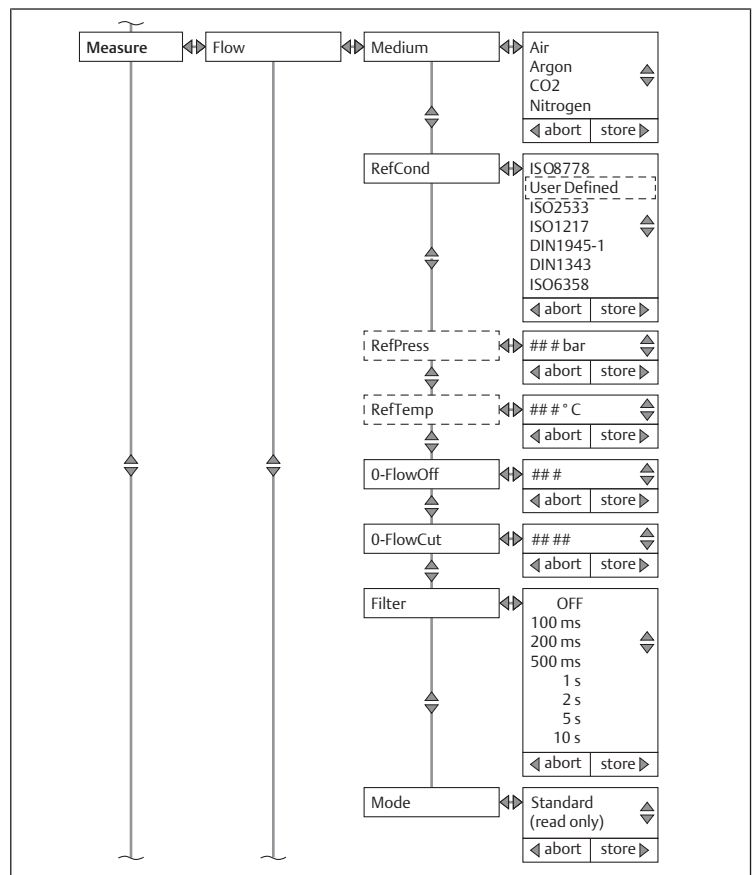 Measure
Flow
Medium
Air
Argon
CO2
Nitrogen
abort store
RefCond
ISO8778
User Defined
ISO2533
ISO1217
DIN1945-1
DIN1343
ISO6358
abort store
RefPress
### bar
abort store
RefTemp
###° C
abort store
0-FlowOff
###
abort store
0-FlowCut
####
abort store
Filter
OFF
100 ms
200 ms
500 ms
1 s
2 s
5 s
10 s
abort store
Mode
Standard
(read only)
abort store